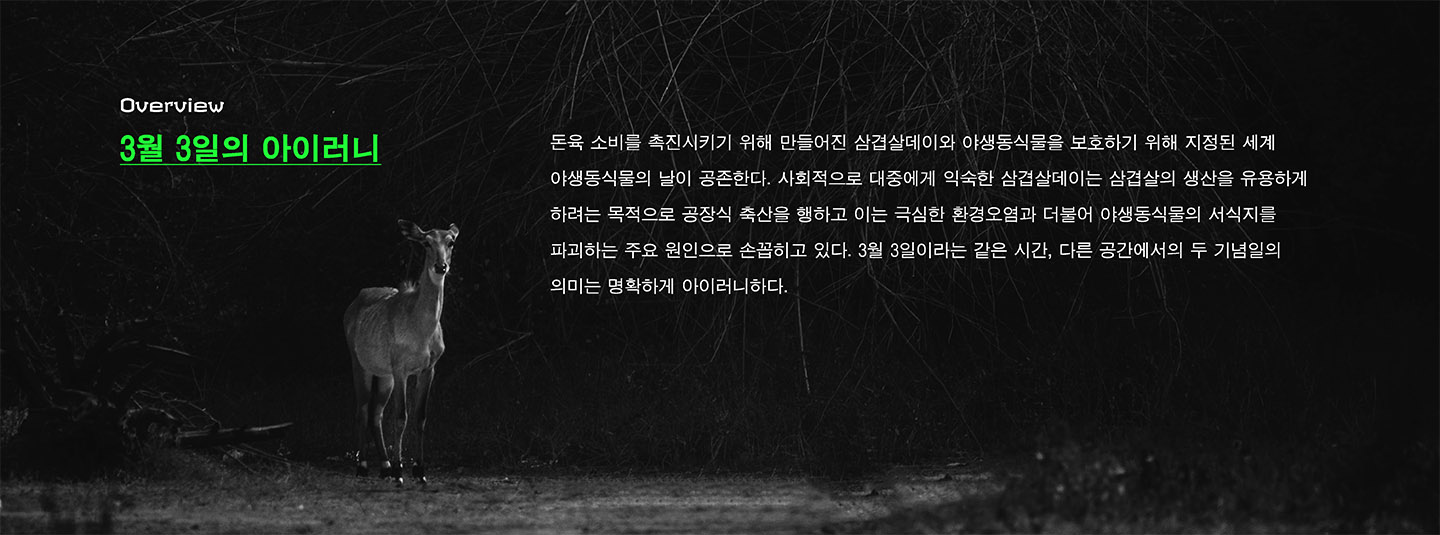 Overview
3월 3일의 아이러니
돈육 소비를 촉진시키기 위해 만들어진 삼겹살데이와 야생동식물을 보호하기 위해 지정된 세계
야생동식물의 날이 공존한다. 사회적으로 대중에게 익숙한 삼겹살데이는 삼겹살의 생산을 유용하게
하려는 목적으로 공장식 축산을 행하고 이는 극심한 환경오염과 더불어 야생동식물의 서식지를
파괴하는 주요 원인으로 손꼽히고 있다. 3월 3일이라는 같은 시간, 다른 공간에서의 두 기념일의
의미는 명확하게 아이러니하다.